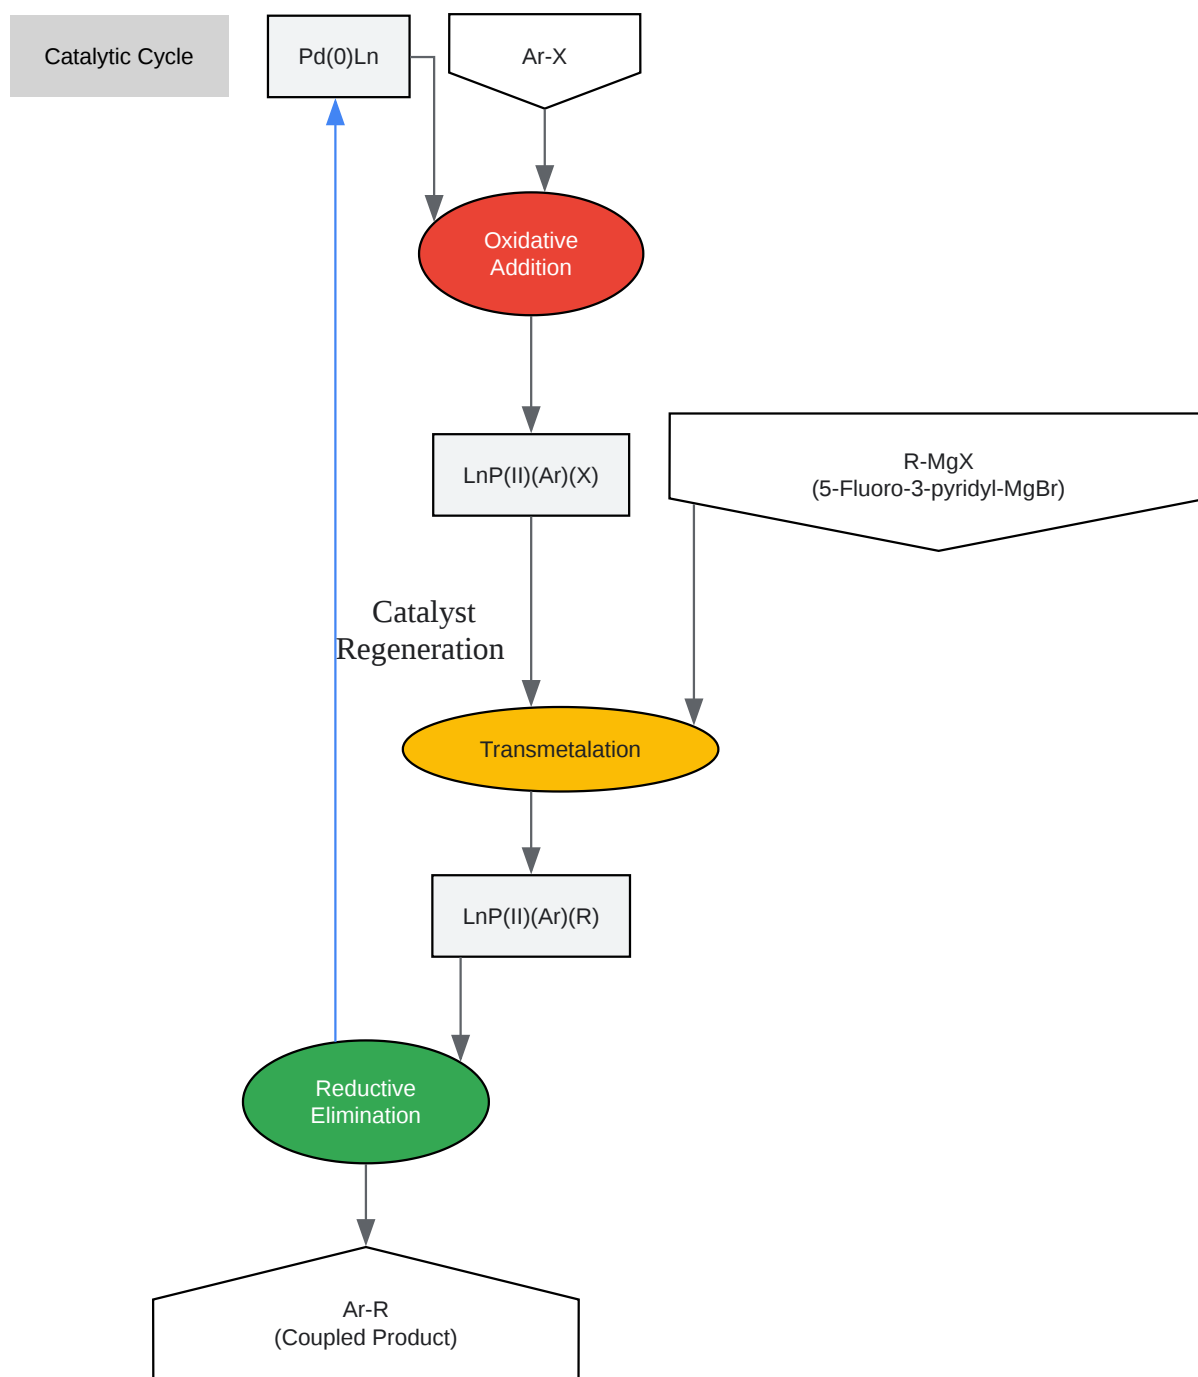 Catalytic Cycle
Pd(0)Ln
Ar-X
Oxidative
Addition
LnP(II)(Ar)(X)
R-MgX
(5-Fluoro-3-pyridyl-MgBr)
Catalyst
Regeneration
Transmetalation
LnP(II)(Ar)(R)
Reductive
Elimination
Ar-R
(Coupled Product)